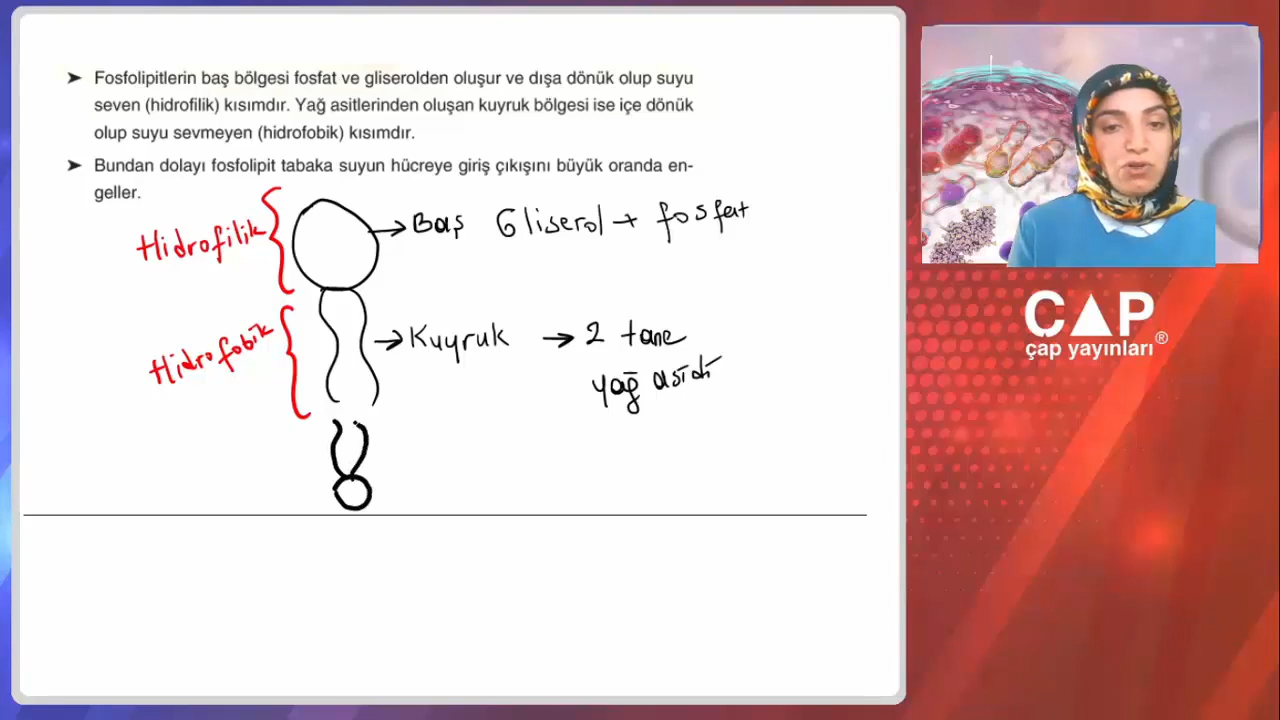 ➤ Fosfolipitlerin baş bölgesi fosfat ve gliserolden oluşur ve dışa dönük olup suyu
seven (hidrofilik) kısımdır. Yağ asitlerinden oluşan kuyruk bölgesi ise içe dönük
olup suyu sevmeyen (hidrofobik) kısımdır.
➤ Bundan dolayı fosfolipit tabaka suyun hücreye giriş çıkışını büyük oranda en-
geller.
Hidrofilik
Baş Gliserol + fosfat
Hidrofobik
Kuyruk → 2 tane
yağ asidi
ÇAP®
çap yayınları